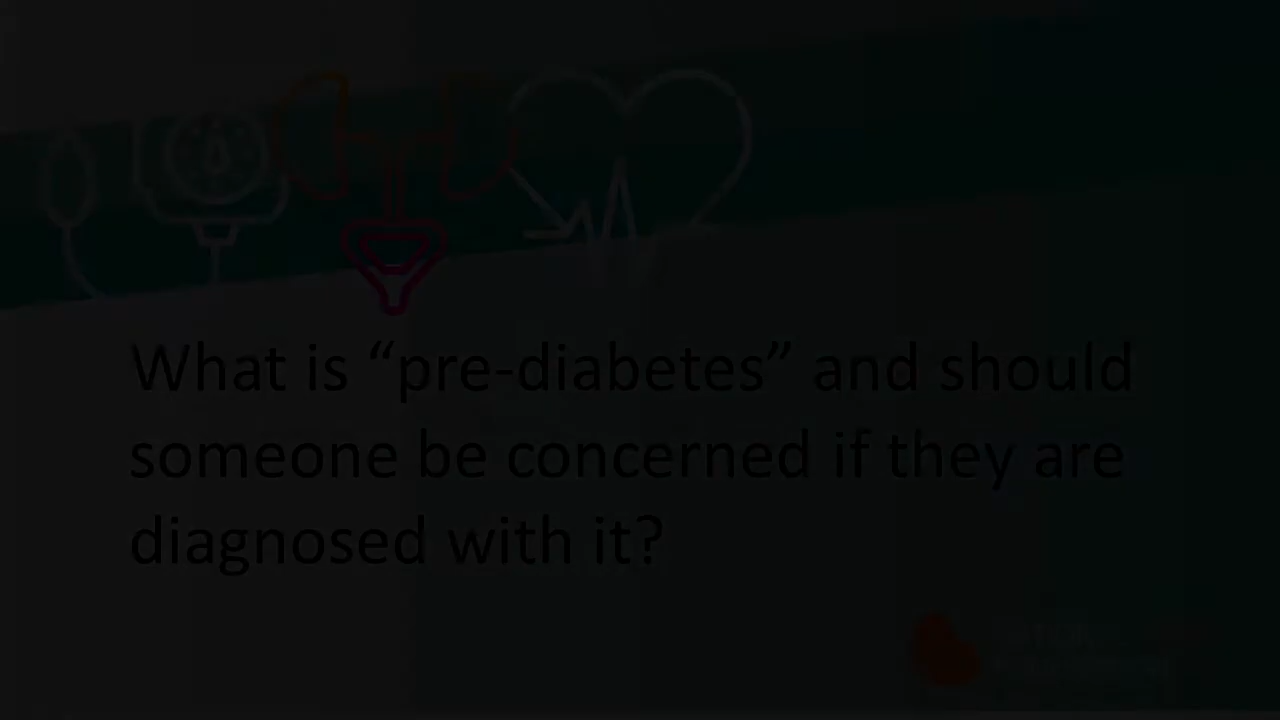 What is “pre-diabetes” and should
someone be concerned if they are
diagnosed with it?